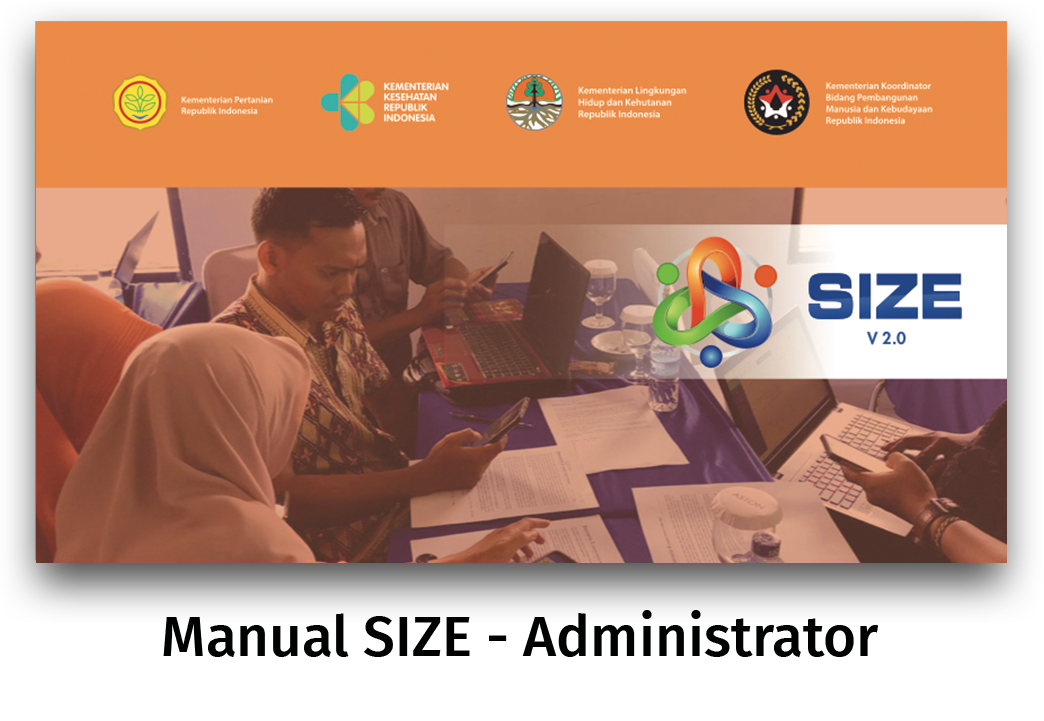 Kementerian Pertanian
Republik Indonesia
KEMENTERIAN
KESEHATAN
REPUBLIK
INDONESIA
Kementerian Lingkungan
Hidup dan Kehutanan
Republik Indonesia
Kementerian Koordinator
Bidang Pembangunan
Manusia dan Kebudayaan
Republik Indonesia
SIZE
V 2.0
ASTON
Manual SIZE - Administrator